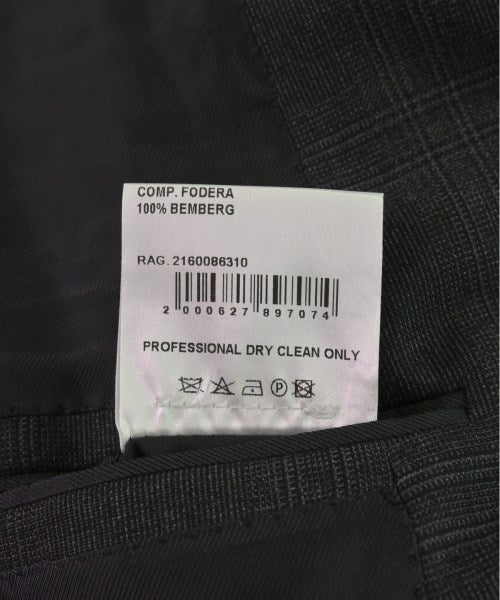 COMP. FODERA
100% BEMBERG
RAG. 2160086310
2 000627 897074
PROFESSIONAL DRY CLEAN ONLY
P